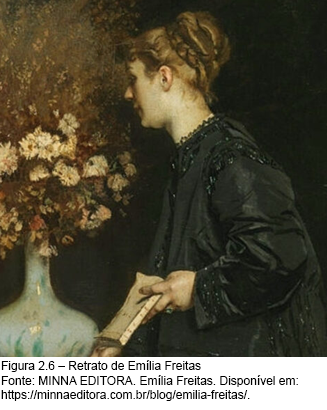 Figura 2.6 – Retrato de Emília Freitas
Fonte: MINNA EDITORA. Emília Freitas. Disponível em:
https://minnaeditora.com.br/blog/emilia-freitas/.